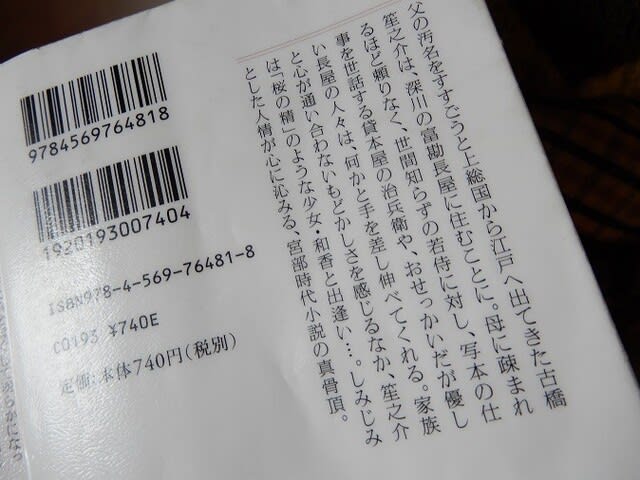 父の汚名をすすごうと上総国から江戸へ出てきた古橋
笙之介は、深川の富勘長屋に住むことに。母に疎まれ
るほど頼りなく、世間知らずの若侍に対し、写本の仕
事を世話する貸本屋の治兵衛や、おせっかいだが優し
い長屋の人々は、何かと手を差し伸べてくれる。家族
と心が通い合わないもどかしさを感じるなか、笙之介
は「桜の精」のような少女・和香と出逢い…。しみじみ
とした人情が心に沁みる、宮部時代小説の真骨頂。
9784569764818
1920193007404
ISBN978-4-569-76481-8
C0193 ¥740E
定価:本体740円(税別)